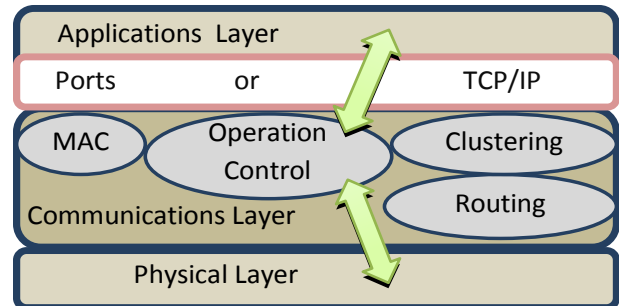 Applications Layer
Ports or TCP/IP
MAC
Operation
Control
Clustering
Routing
Communications Layer
Physical Layer